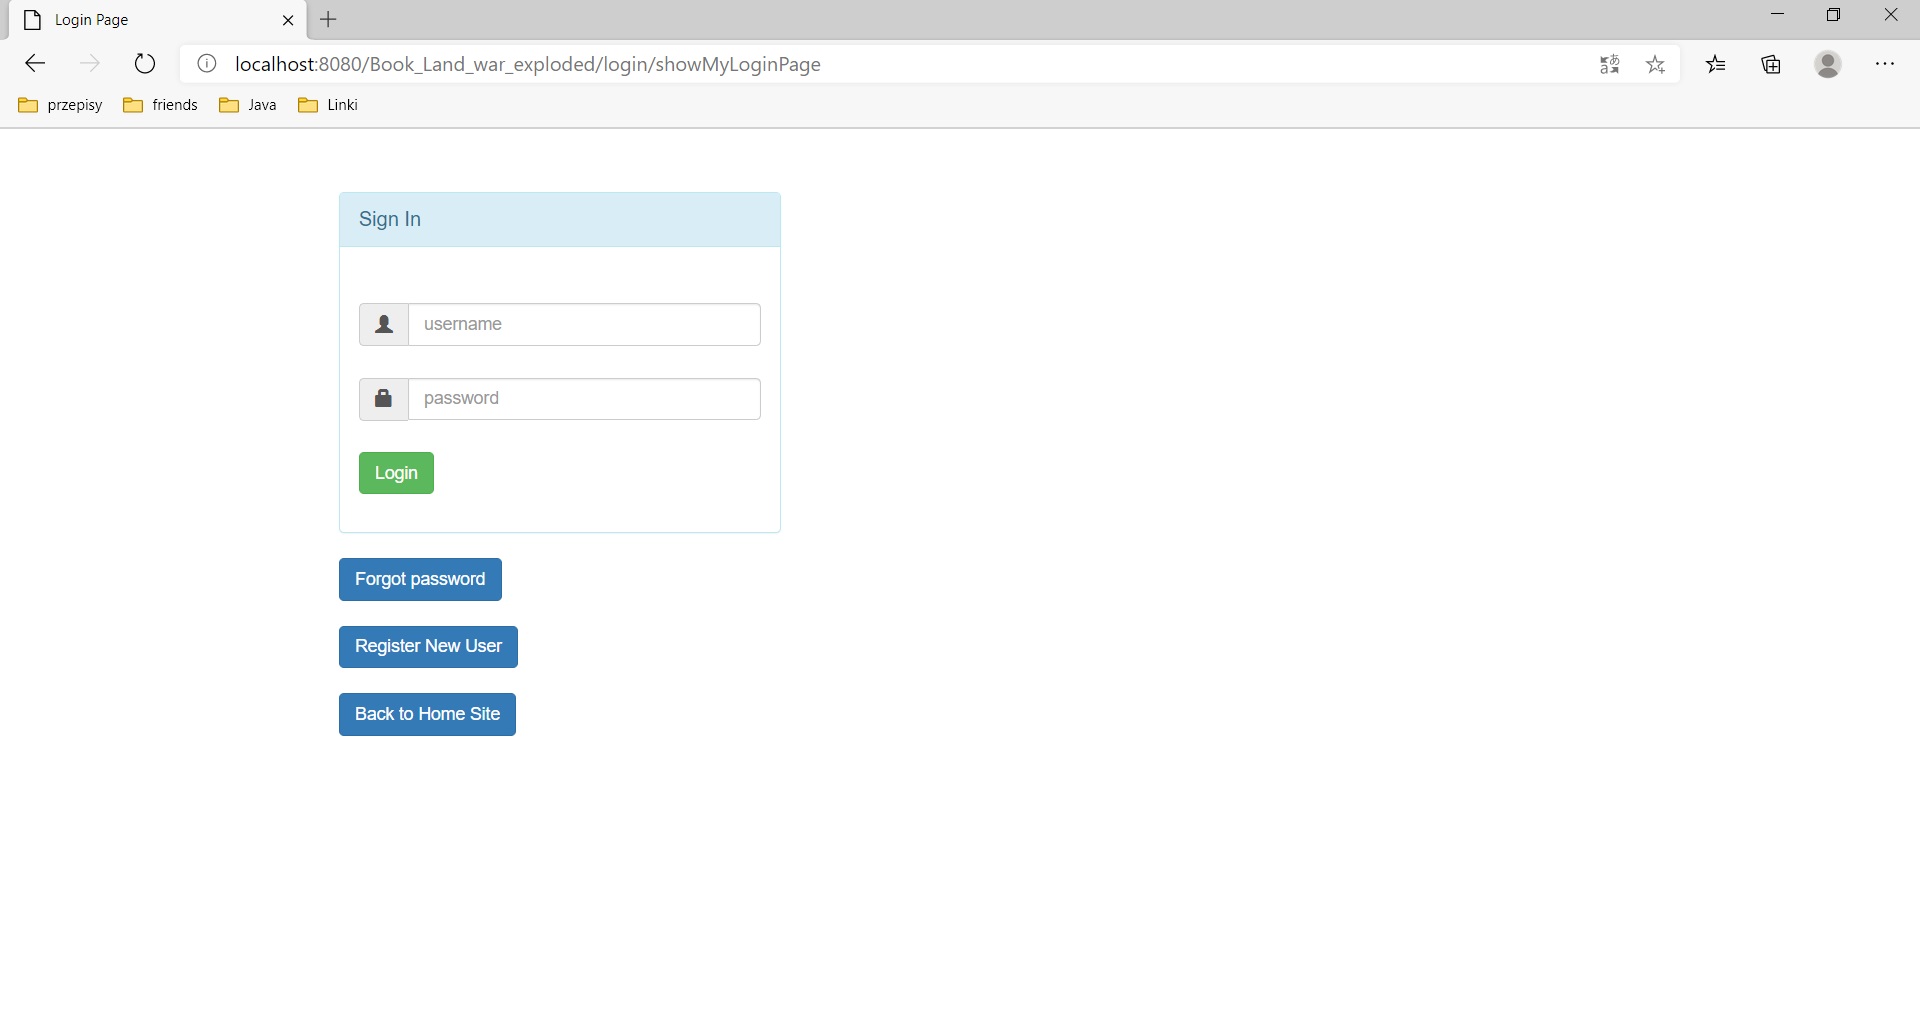 Login Page
localhost:8080/Book_Land_war_exploded/login/showMyLoginPage
przepisy friends Java Linki
Sign In
username
password
Login
Forgot password
Register New User
Back to Home Site